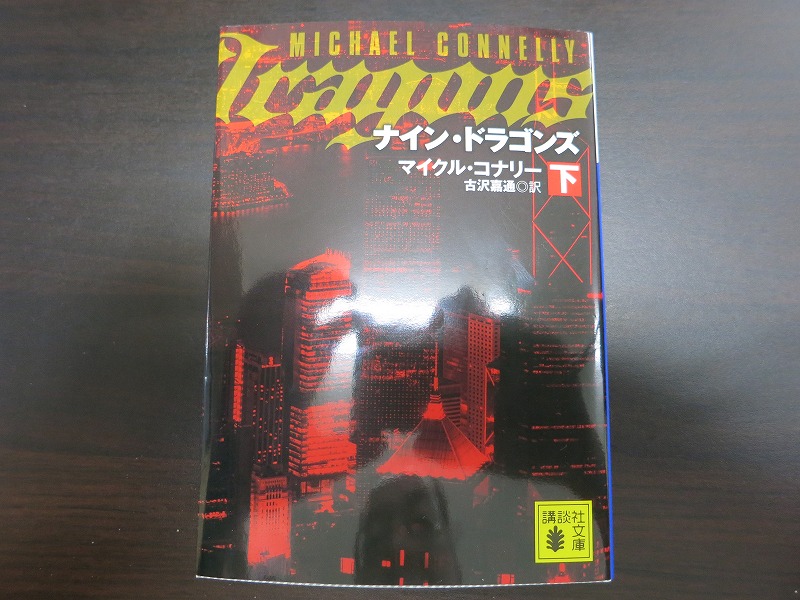 MICHAEL CONNELLY
Dragons
ナイン・ドラゴンズ
マイクル・コナリー 下
古沢嘉通◎訳
講談社
文庫